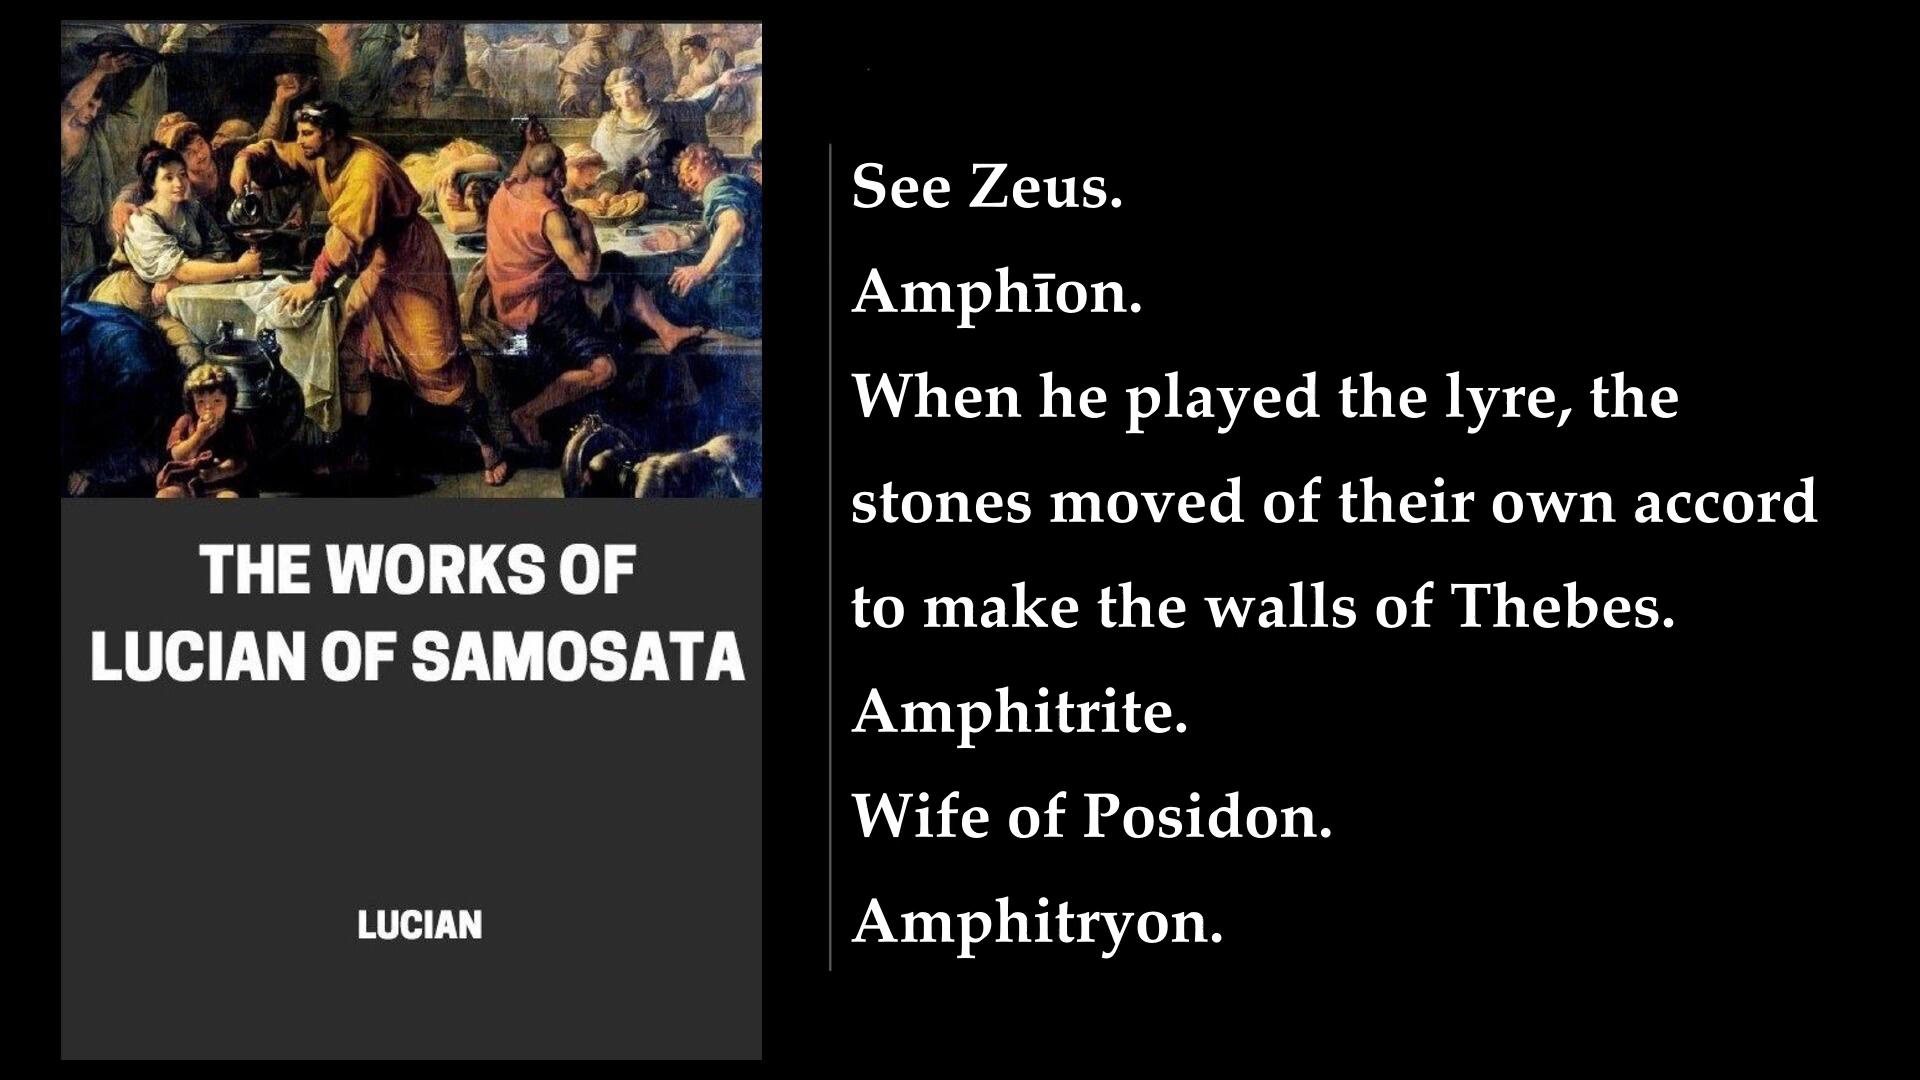 THE WORKS OF
LUCIAN OF SAMOSATA
LUCIAN
See Zeus.
Amphīon.
When he played the lyre, the
stones moved of their own accord
to make the walls of Thebes.
Amphitrite.
Wife of Posidon.
Amphitryon.